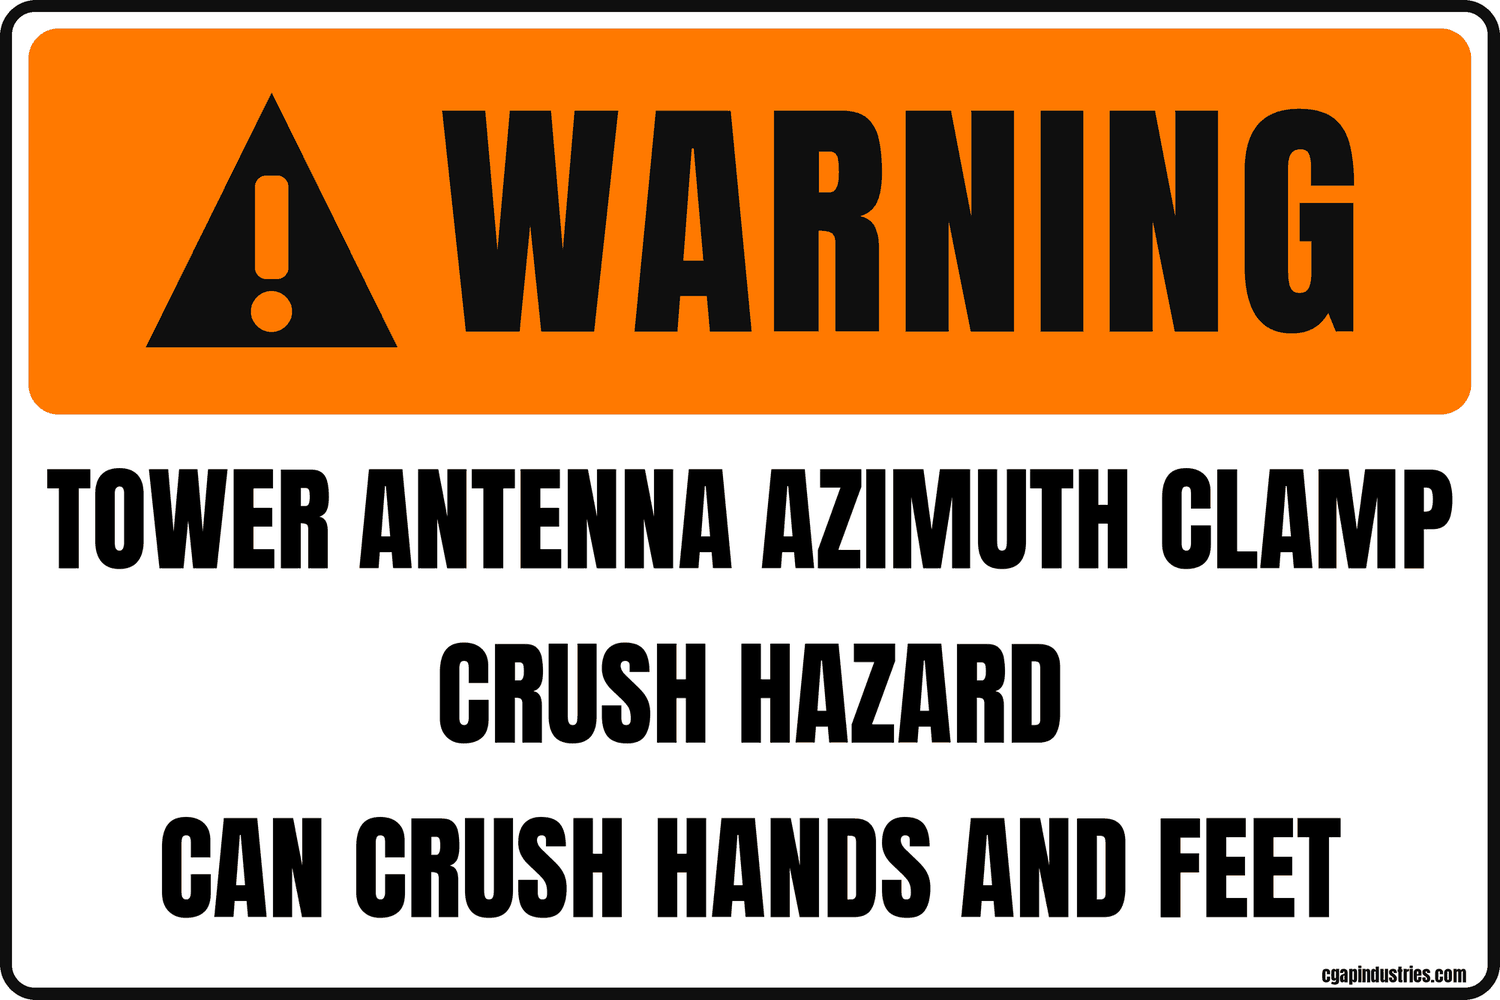 WARNING
TOWER ANTENNA AZIMUTH CLAMP
CRUSH HAZARD
CAN CRUSH HANDS AND FEET
cgapindustries.com